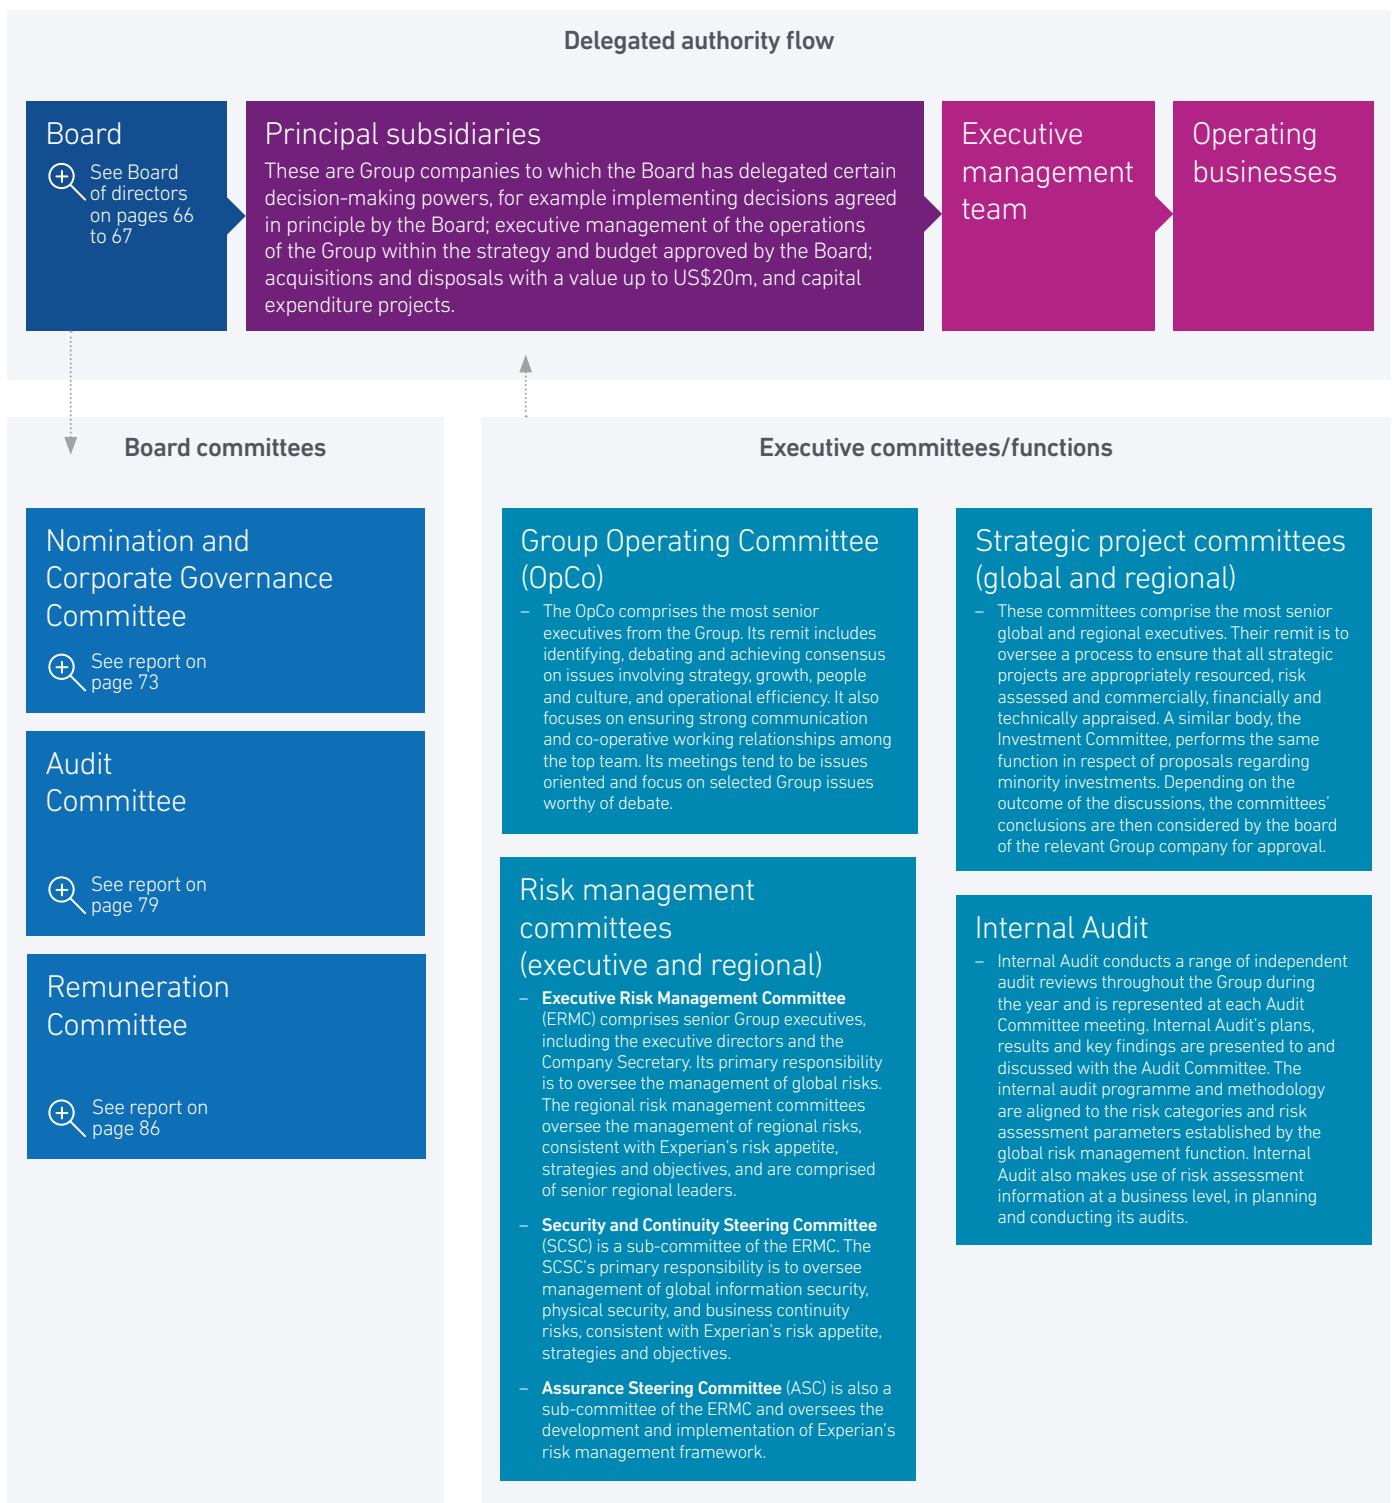 Delegated authority flow
Board
See Board
of directors
on pages 66
to 67
Principal subsidiaries
These are Group companies to which the Board has delegated certain
decision-making powers, for example implementing decisions agreed
in principle by the Board; executive management of the operations
of the Group within the strategy and budget approved by the Board;
acquisitions and disposals with a value up to US$20m, and capital
expenditure projects.
Executive
management
team
Operating
businesses
Board committees
Nomination and
Corporate Governance
Committee
See report on
page 73
Audit
Committee
See report on
page 79
Remuneration
Committee
See report on
page 86
Executive committees/functions
Group Operating Committee
(OpCo)
– The OpCo comprises the most senior
executives from the Group. Its remit includes
identifying, debating and achieving consensus
on issues involving strategy, growth, people
and culture, and operational efficiency. It also
focuses on ensuring strong communication
and co-operative working relationships among
the top team. Its meetings tend to be issues
oriented and focus on selected Group issues
worthy of debate.
Risk management
committees
(executive and regional)
– Executive Risk Management Committee
(ERMC) comprises senior Group executives,
including the executive directors and the
Company Secretary. Its primary responsibility
is to oversee the management of global risks.
The regional risk management committees
oversee the management of regional risks,
consistent with Experian's risk appetite,
strategies and objectives, and are comprised
of senior regional leaders.
– Security and Continuity Steering Committee
(SCSC) is a sub-committee of the ERMC. The
SCSC's primary responsibility is to oversee
management of global information security,
physical security, and business continuity
risks, consistent with Experian's risk appetite,
strategies and objectives.
– Assurance Steering Committee (ASC) is also a
sub-committee of the ERMC and oversees the
development and implementation of Experian's
risk management framework.
Strategic project committees
(global and regional)
– These committees comprise the most senior
global and regional executives. Their remit is to
oversee a process to ensure that all strategic
projects are appropriately resourced, risk
assessed and commercially, financially and
technically appraised. A similar body, the
Investment Committee, performs the same
function in respect of proposals regarding
minority investments. Depending on the
outcome of the discussions, the committees'
conclusions are then considered by the board
of the relevant Group company for approval.
Internal Audit
– Internal Audit conducts a range of independent
audit reviews throughout the Group during
the year and is represented at each Audit
Committee meeting. Internal Audit's plans,
results and key findings are presented to and
discussed with the Audit Committee. The
internal audit programme and methodology
are aligned to the risk categories and risk
assessment parameters established by the
global risk management function. Internal
Audit also makes use of risk assessment
information at a business level, in planning
and conducting its audits.